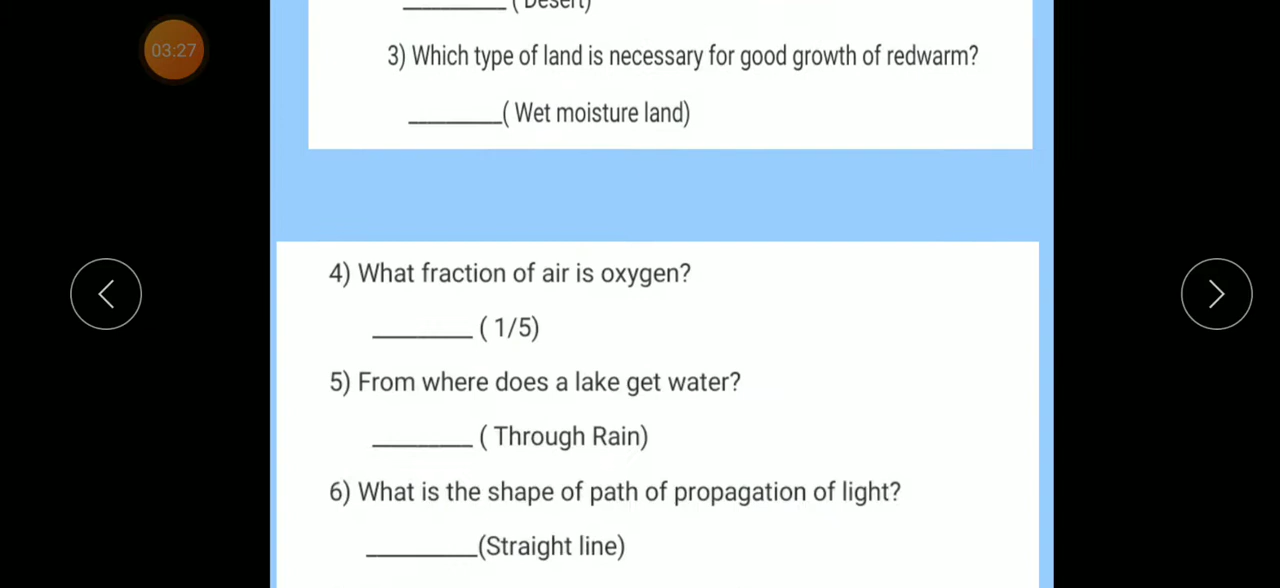 ________ ( Desert)
03:27
3) Which type of land is necessary for good growth of redwarm?
________( Wet moisture land)
4) What fraction of air is oxygen?
________ ( 1/5)
5) From where does a lake get water?
________ ( Through Rain)
6) What is the shape of path of propagation of light?
_________(Straight line)